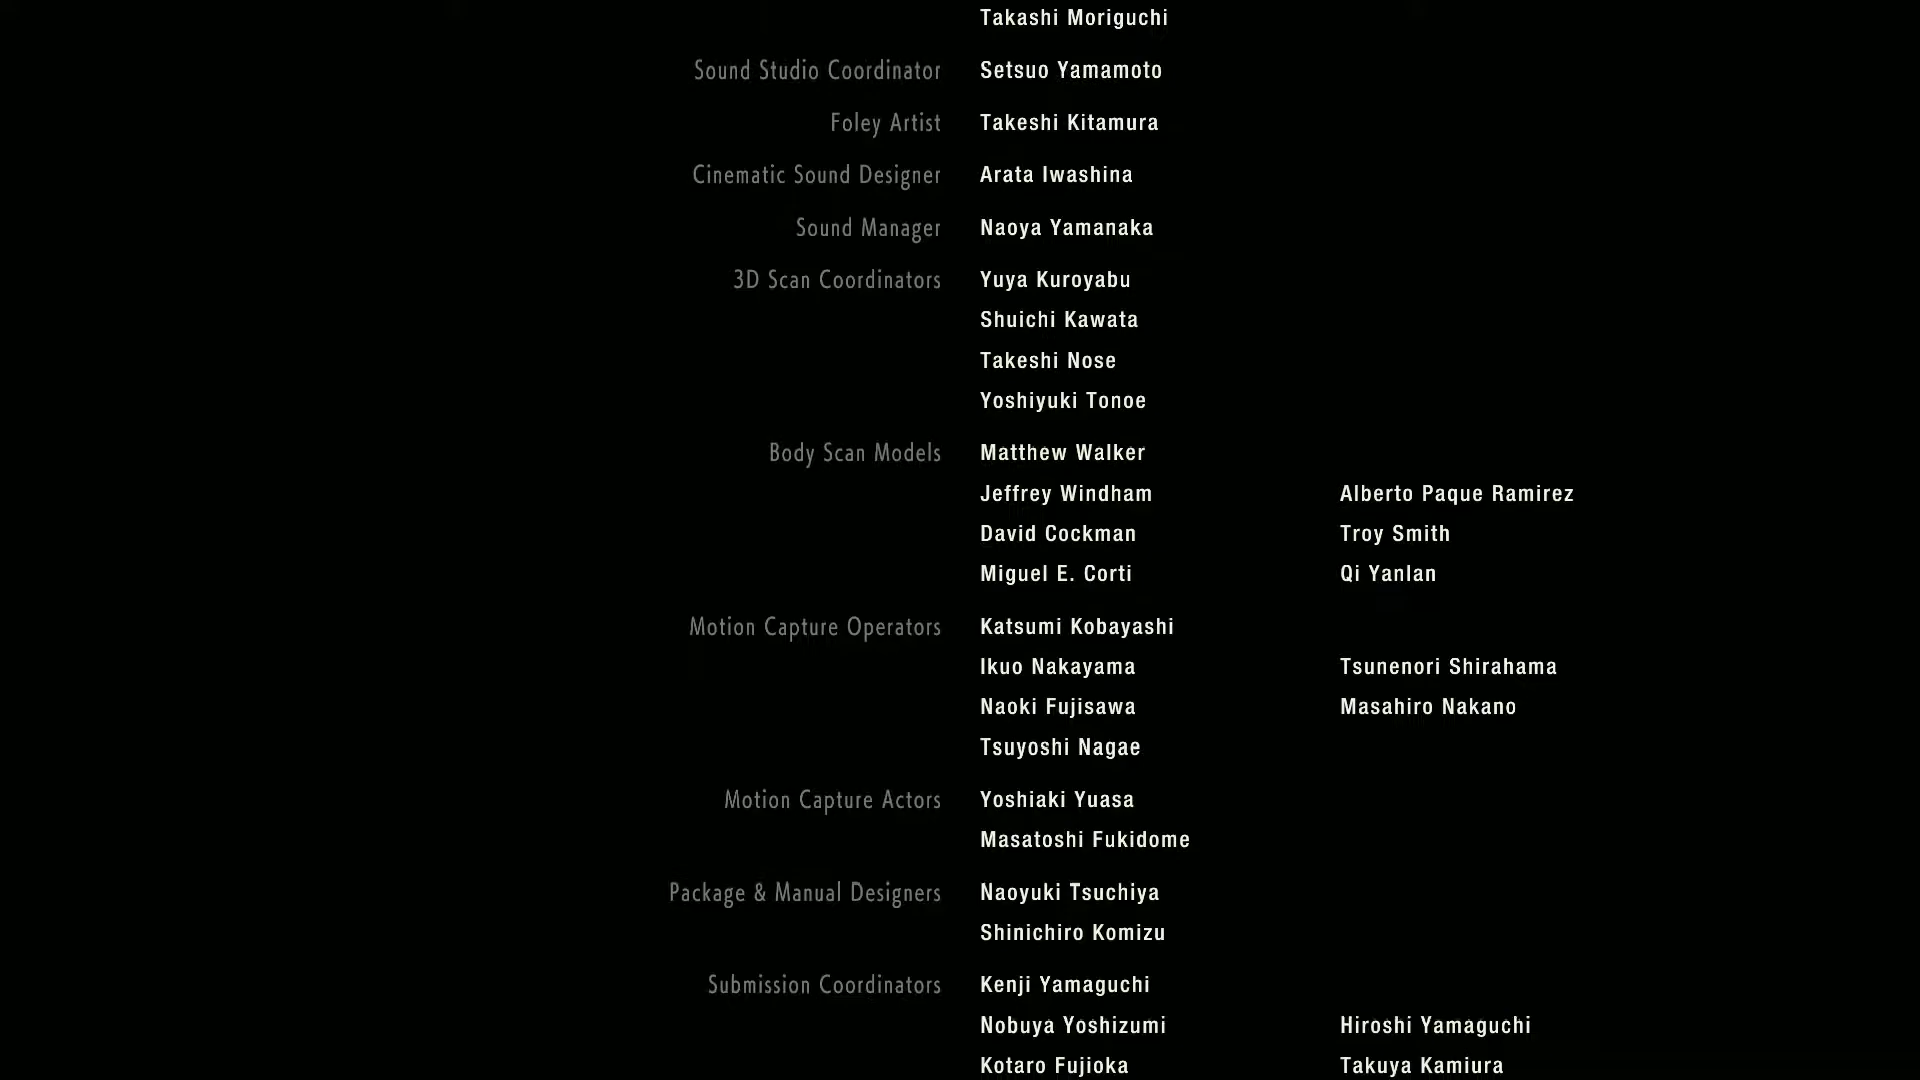 Takashi Moriguchi
Sound Studio Coordinator Setsuo Yamamoto
Foley Artist Takeshi Kitamura
Cinematic Sound Designer Arata Iwashina
Sound Manager Naoya Yamanaka
3D Scan Coordinators Yuya Kuroyabu
Shuichi Kawata
Takeshi Nose
Yoshiyuki Tonoe
Body Scan Models Matthew Walker
Jeffrey Windham Alberto Paque Ramirez
David Cockman Troy Smith
Miguel E. Corti Qi Yanlan
Motion Capture Operators Katsumi Kobayashi
Ikuo Nakayama Tsunenori Shirahama
Naoki Fujisawa Masahiro Nakano
Tsuyoshi Nagae
Motion Capture Actors Yoshiaki Yuasa
Masatoshi Fukidome
Package & Manual Designers Naoyuki Tsuchiya
Shinichiro Komizu
Submission Coordinators Kenji Yamaguchi
Nobuya Yoshizumi Hiroshi Yamaguchi
Kotaro Fujioka Takuya Kamiura